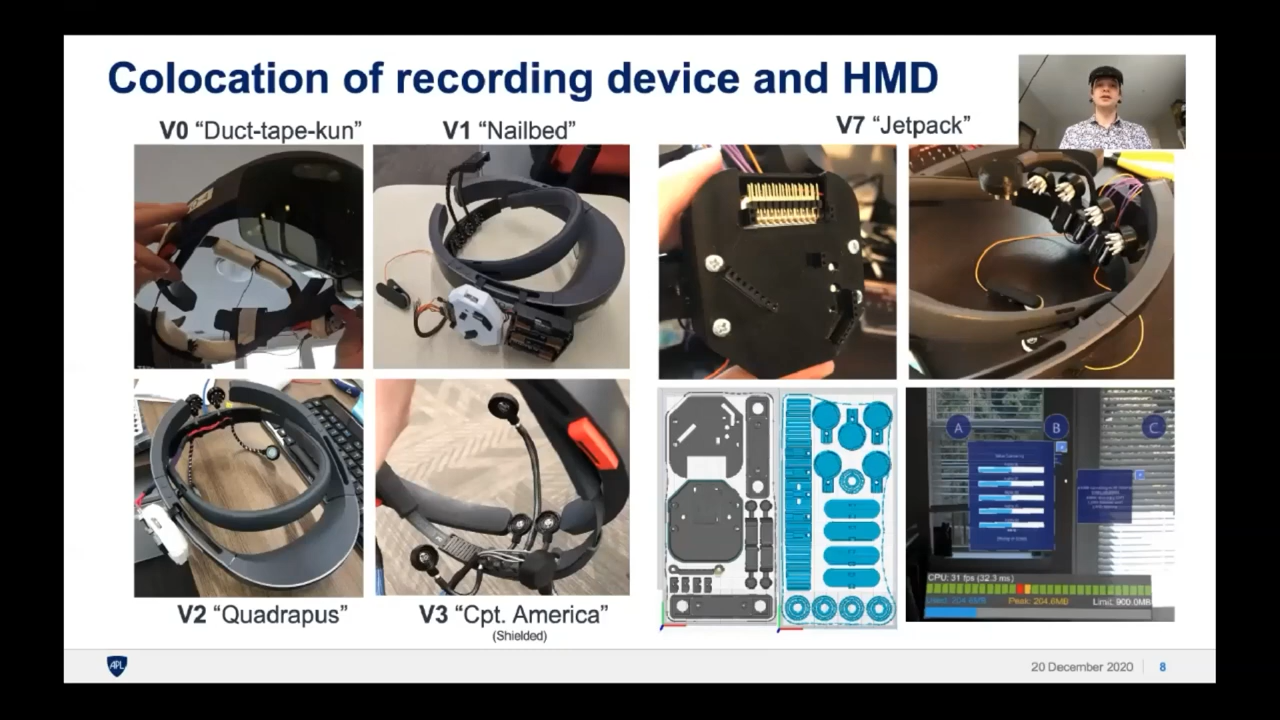 Colocation of recording device and HMD
V0 “Duct-tape-kun”
V1 “Nailbed”
V7 “Jetpack”
A
B
C
CPU: 31 fps (32.3 ms)
Used: 204.6MB Peak: 204.6MB Limit: 900.0MB
V2 “Quadrapus”
V3 “Cpt. America”
(Shielded)
APL
20 December 2020
8